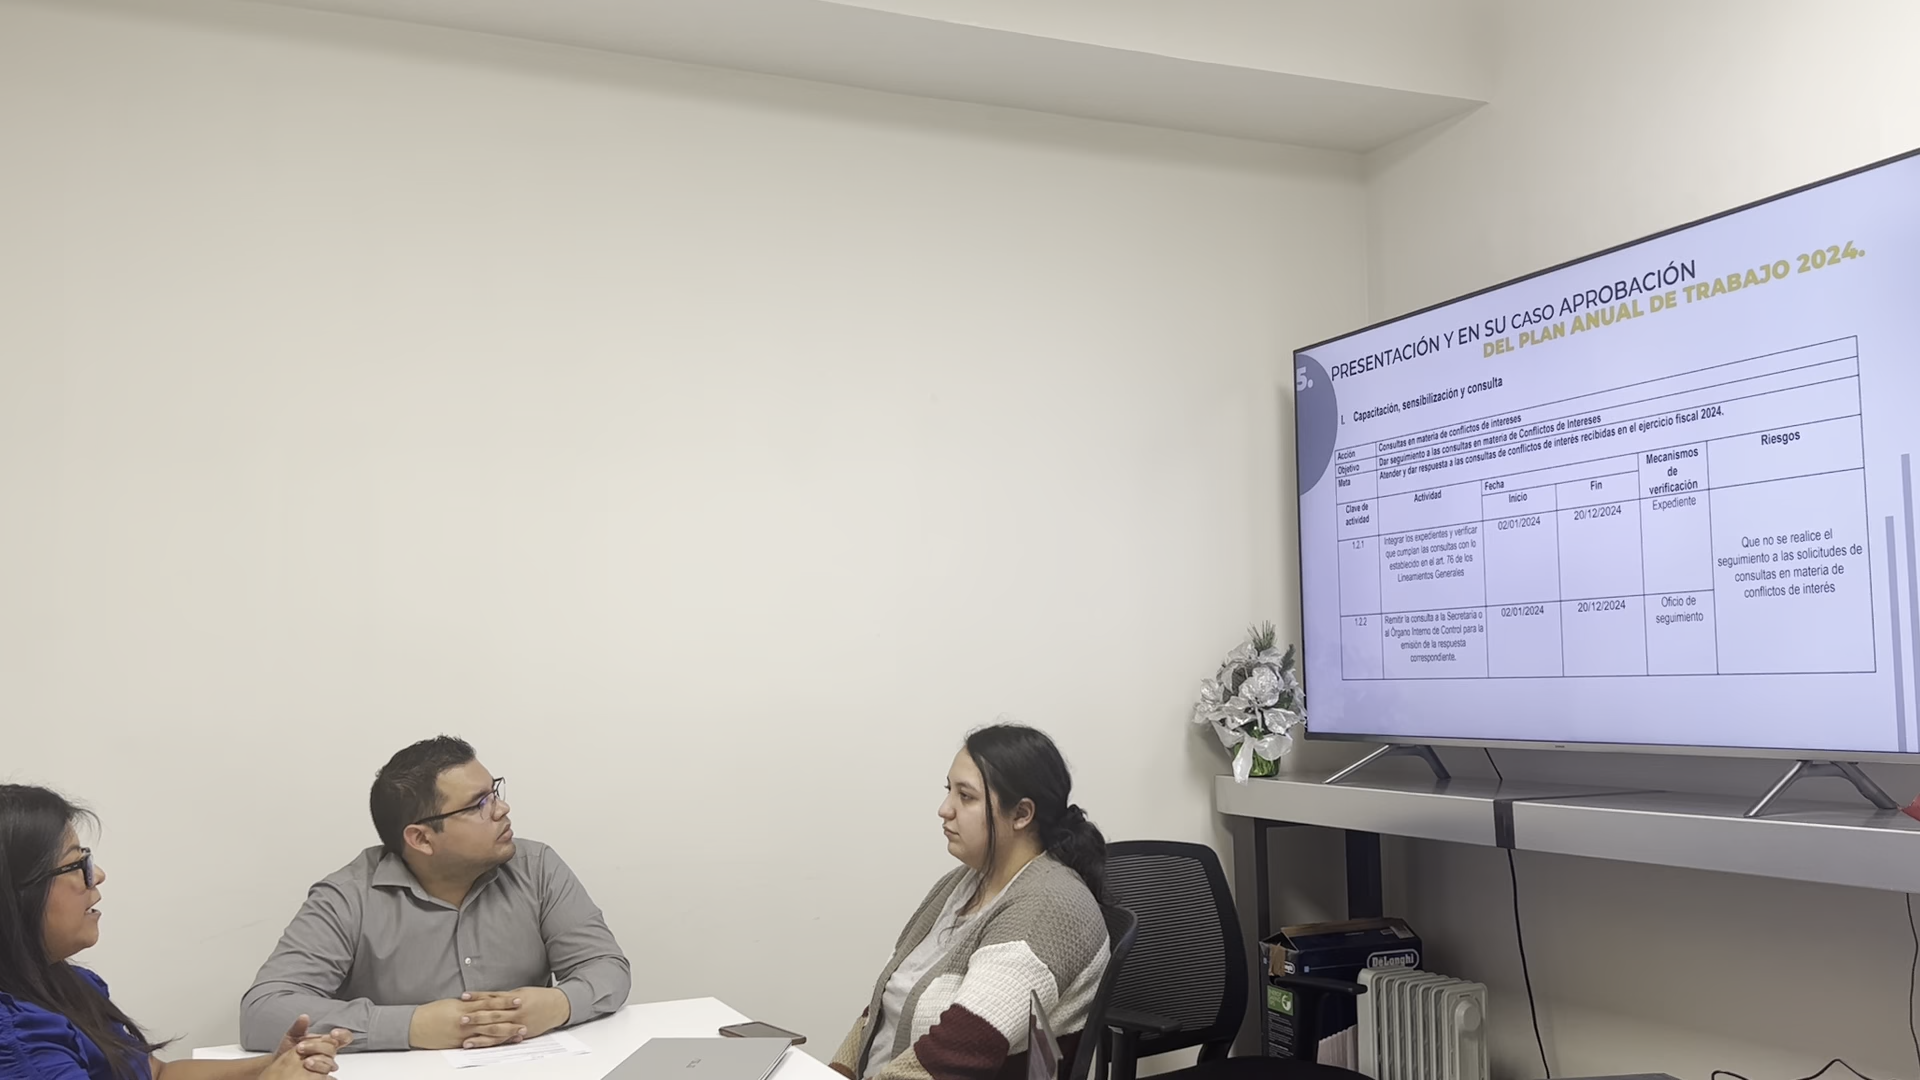 5. PRESENTACIÓN Y EN SU CASO APROBACIÓN
DEL PLAN ANUAL DE TRABAJO 2024.
I. Capacitación, sensibilización y consulta
Acción Consultas en materia de conflictos de intereses
Objetivo Dar seguimiento a las consultas en materia de Conflictos de Intereses
Meta Atender y dar respuesta a las consultas de conflictos de interés recibidas en el ejercicio fiscal 2024.
Clave de
actividad
Actividad
Fecha
Inicio
Fin
Mecanismos
de
verificación
Riesgos
1.2.1
Integrar los expedientes y verificar
que cumplan las consultas con lo
establecido en el art. 76 de los
Lineamientos Generales
02/01/2024
20/12/2024
Expediente
Que no se realice el
seguimiento a las solicitudes de
consultas en materia de
conflictos de interés
1.2.2
Remitir la consulta a la Secretaría o
al Órgano Interno de Control para la
emisión de la respuesta
correspondiente.
02/01/2024
20/12/2024
Oficio de
seguimiento
DeLonghi